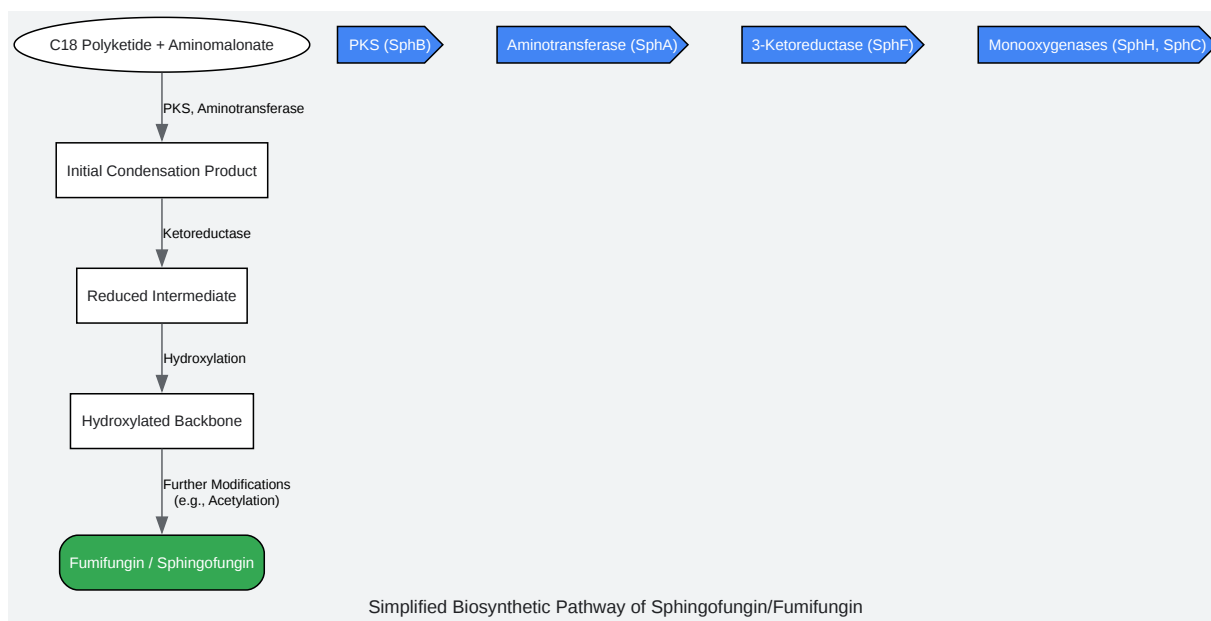 C18 Polyketide + Aminomalonate
PKS (SphB)
Aminotransferase (SphA)
3-Ketoreductase (SphF)
Monooxygenases (SphH, SphC)
PKS, Aminotransferase
Initial Condensation Product
Ketoreductase
Reduced Intermediate
Hydroxylation
Hydroxylated Backbone
Further Modifications
(e.g., Acetylation)
Fumifungin / Sphingofungin
Simplified Biosynthetic Pathway of Sphingofungin/Fumifungin